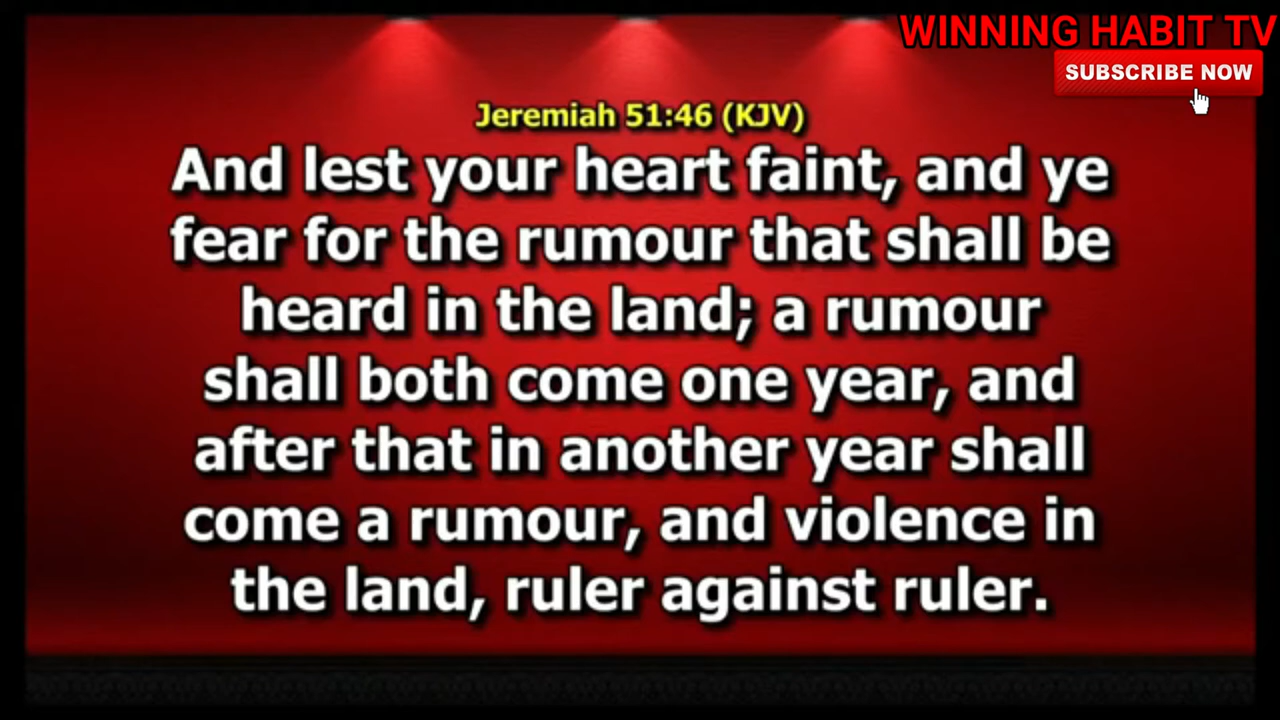 WINNING HABIT TV
SUBSCRIBE NOW
Jeremiah 51:46 (KJV)
And lest your heart faint, and ye
fear for the rumour that shall be
heard in the land; a rumour
shall both come one year, and
after that in another year shall
come a rumour, and violence in
the land, ruler against ruler.